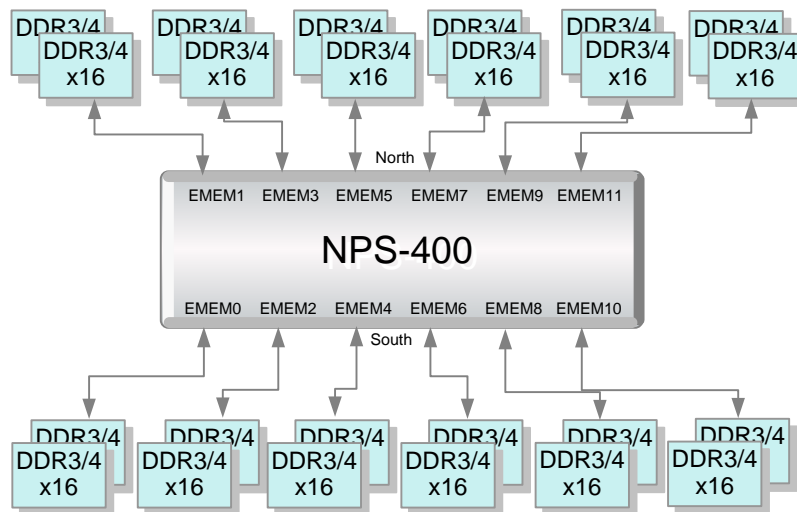 DDR3/4 DDR3/4 DDR3/4 DDR3/4 DDR3/4 DDR3/4
DDR3/4 DDR3/4 DDR3/4 DDR3/4 DDR3/4 DDR3/4
x16 x16 x16 x16 x16 x16
North
EMEM1 EMEM3 EMEM5 EMEM7 EMEM9 EMEM11
NPS-400
EMEM0 EMEM2 EMEM4 EMEM6 EMEM8 EMEM10
South
DDR3/4 DDR3/4 DDR3/4 DDR3/4 DDR3/4 DDR3/4
DDR3/4 DDR3/4 DDR3/4 DDR3/4 DDR3/4 DDR3/4
x16 x16 x16 x16 x16 x16